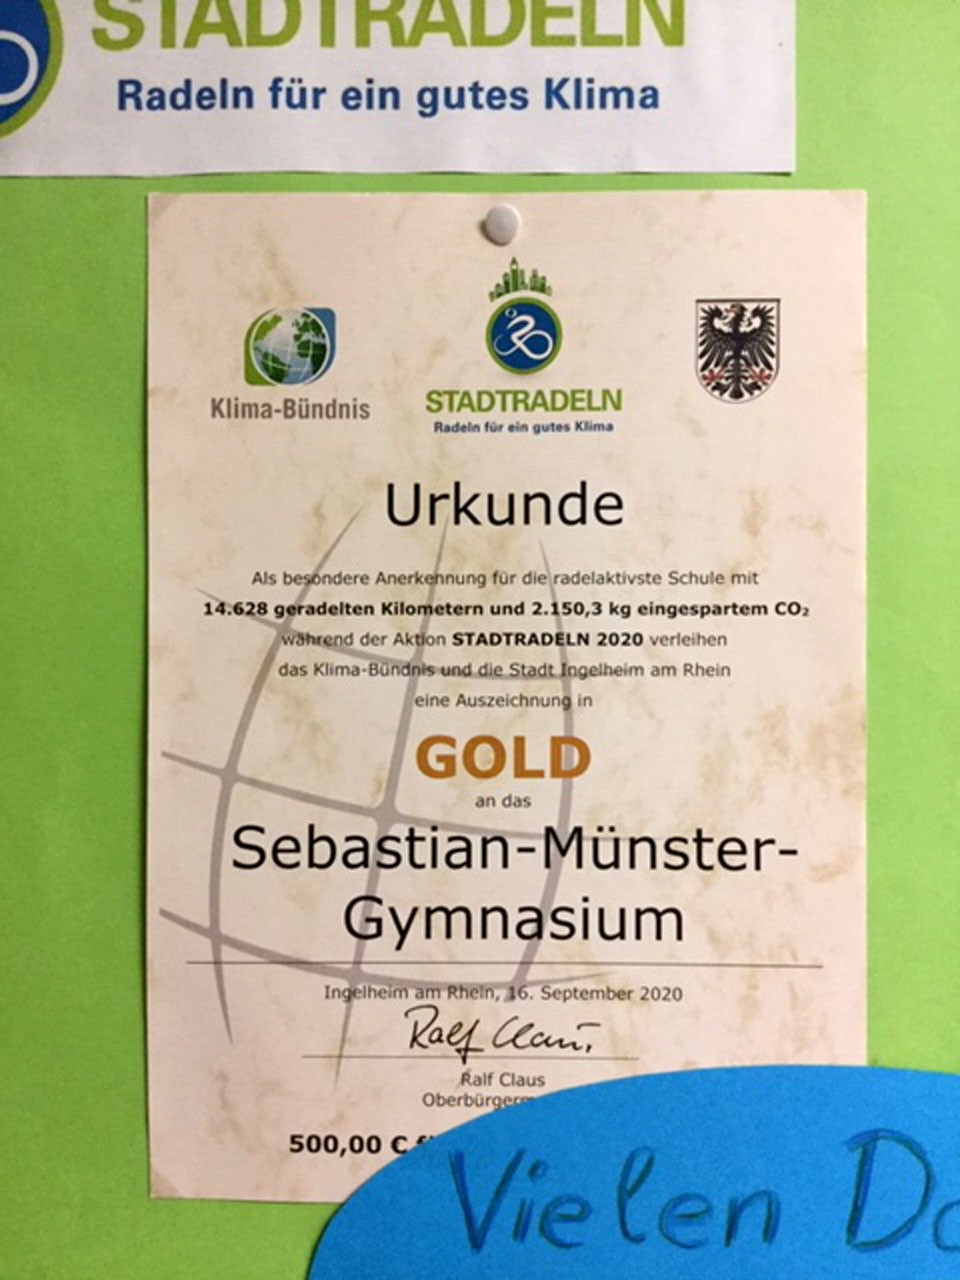 STADTRADELN
Radeln für ein gutes Klima
Klima-Bündnis
STADTRADELN
Radeln für ein gutes Klima
Urkunde
Als besondere Anerkennung für die radelaktivste Schule mit
14.628 geradelten Kilometern und 2.150,3 kg eingespartem CO₂
während der Aktion STADTRADELN 2020 verleihen
das Klima-Bündnis und die Stadt Ingelheim am Rhein
eine Auszeichnung in
GOLD
an das
Sebastian-Münster-
Gymnasium
Ingelheim am Rhein, 16. September 2020
Ralf Claus
Ralf Claus
500,00 €
Vielen